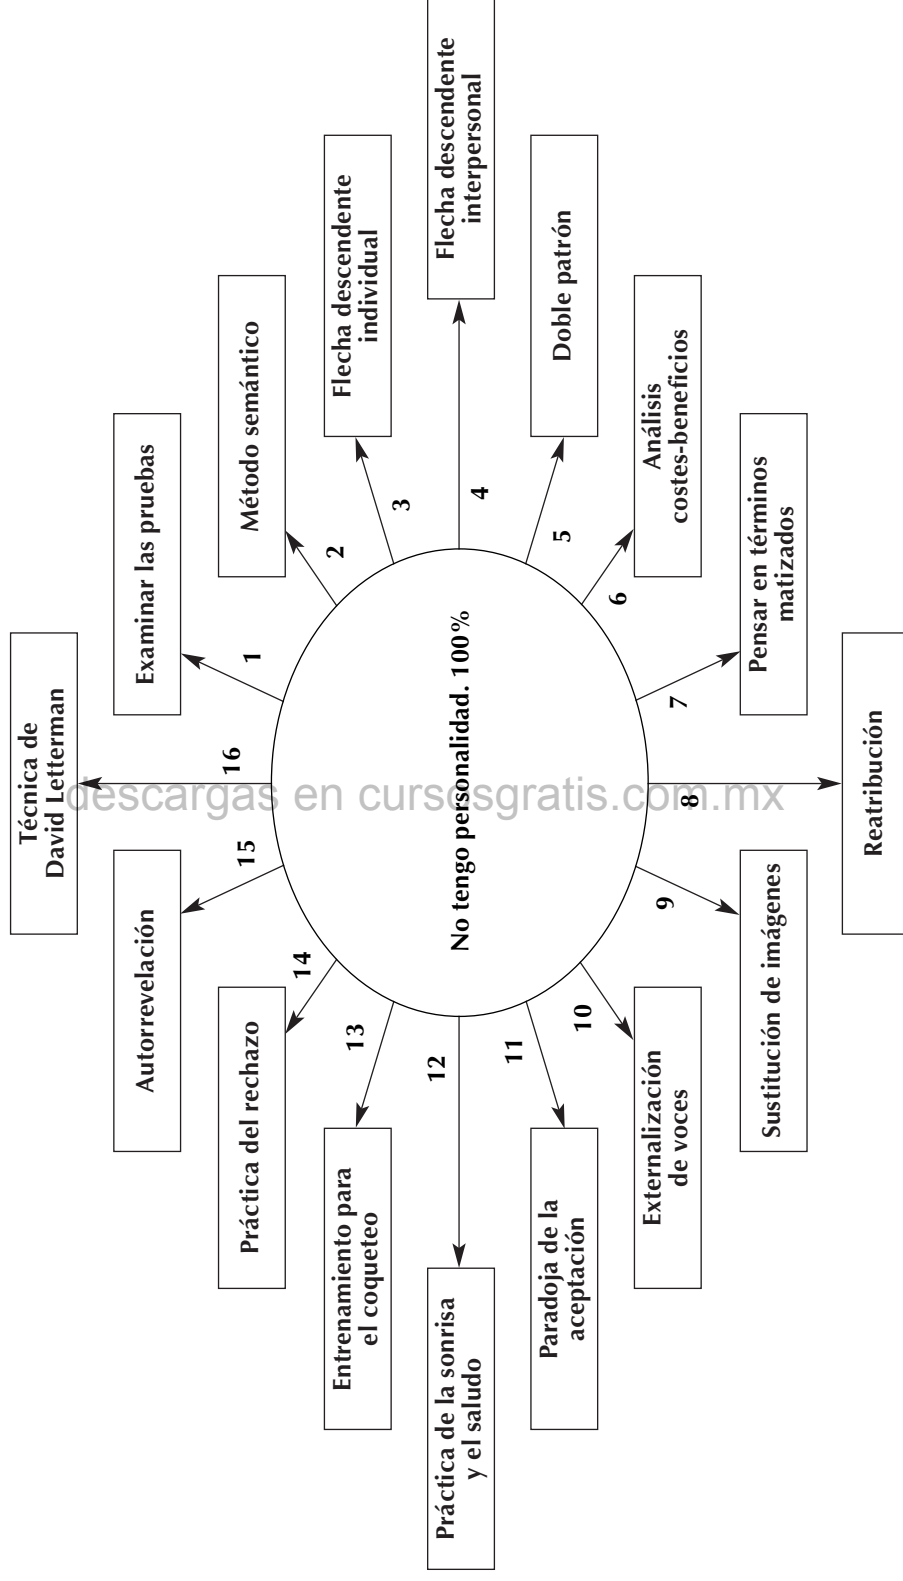 No tengo personalidad. 100%
1
Examinar las pruebas
2
Método semántico
3
Flecha descendente
individual
4
Flecha descendente
interpersonal
5
Doble patrón
6
Análisis
costes-beneficios
7
Pensar en términos
matizados
8
Reatribución
9
Sustitución de imágenes
10
Externalización
de voces
11
Paradoja de la
aceptación
12
Práctica de la sonrisa
y el saludo
13
Entrenamiento para
el coqueteo
14
Práctica del rechazo
15
Autorrevelación
16
Técnica de
David Letterman
descargas en cursosgratis.com.mx